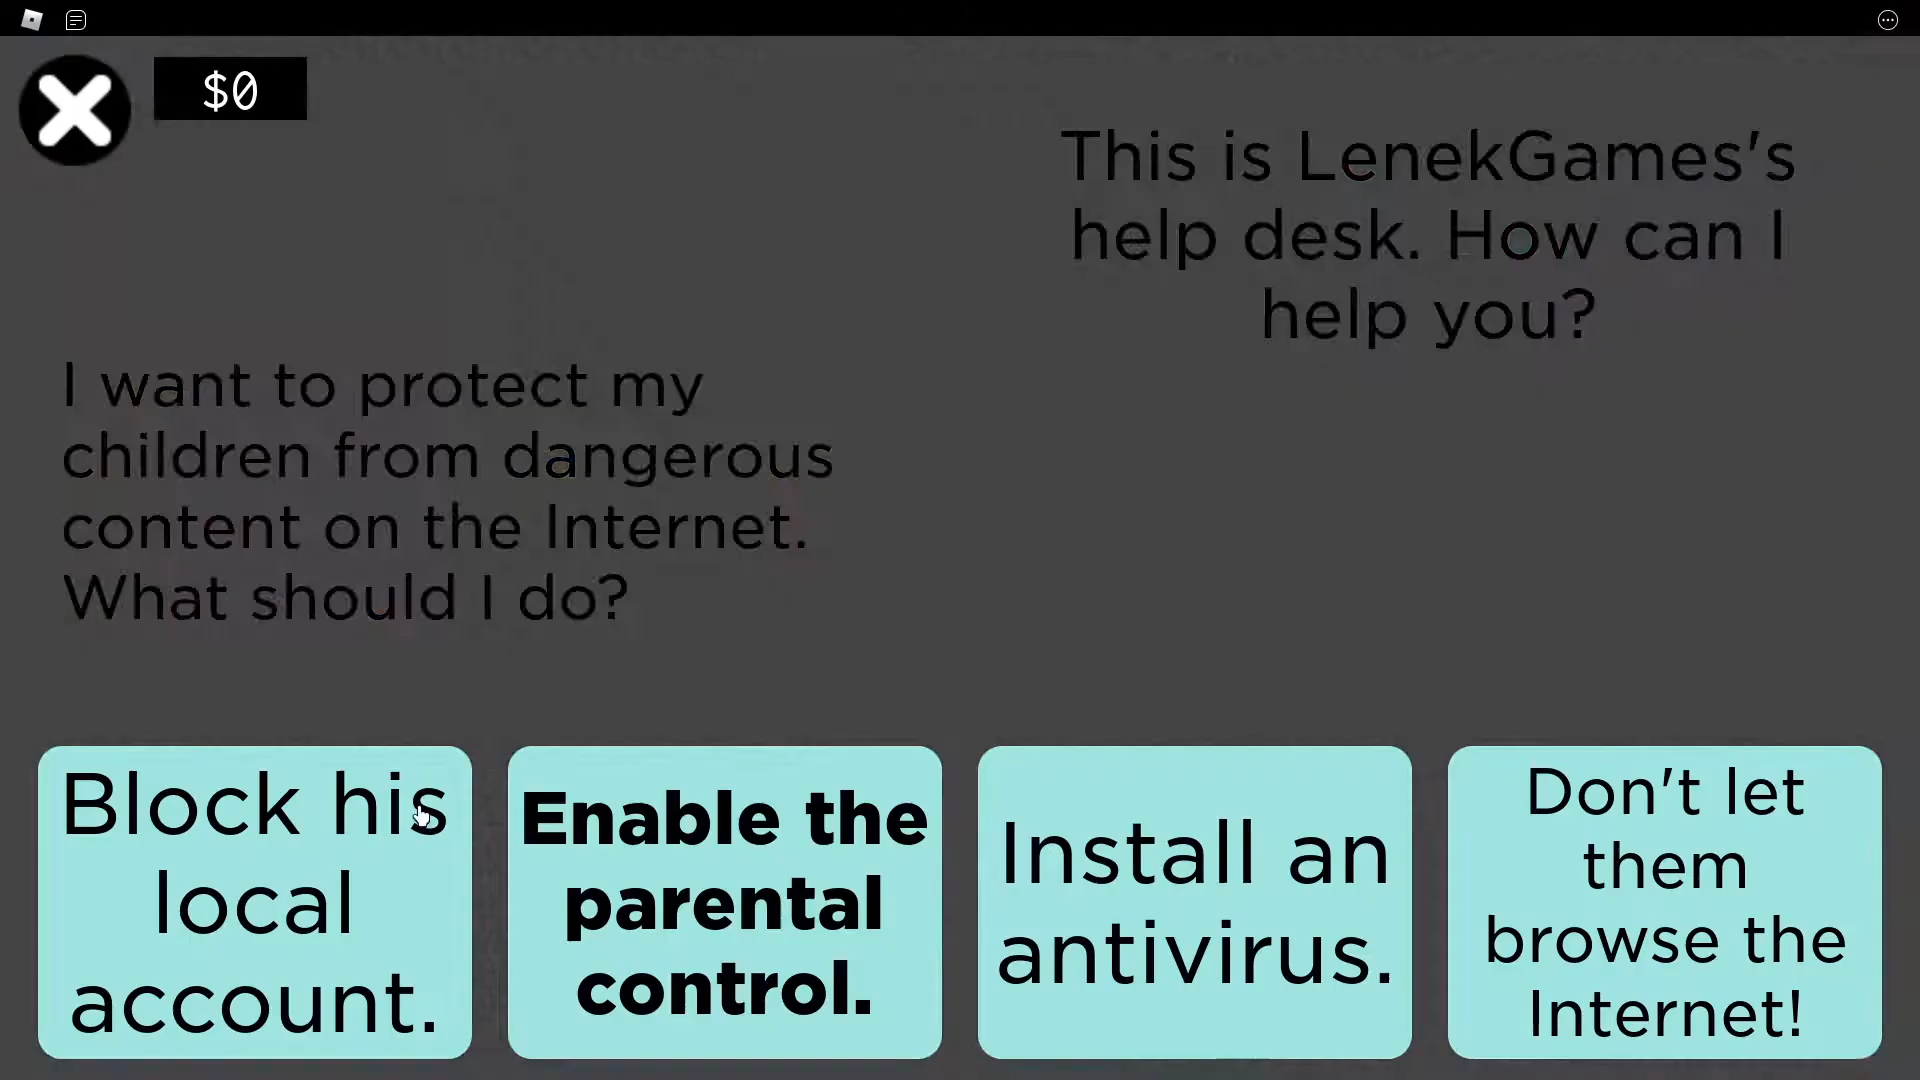 $0
This is LenekGames's
help desk. How can I
help you?
I want to protect my
children from dangerous
content on the Internet.
What should I do?
Block his
local
account.
Enable the
parental
control.
Install an
antivirus.
Don't let
them
browse the
Internet!